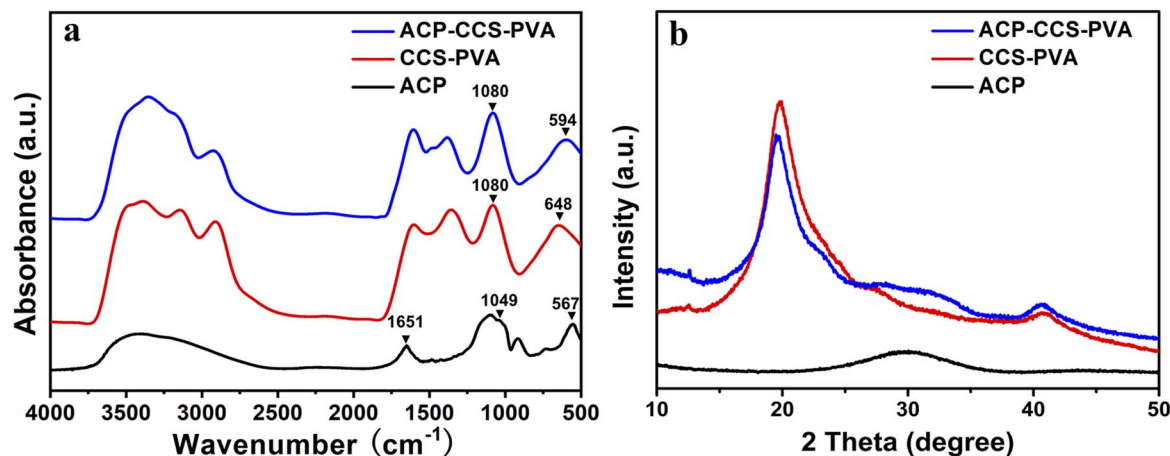 a
ACP-CCS-PVA
CCS-PVA
ACP
1080
594
1080
648
1651
1049
567
Absorbance (a.u.)
4000 3500 3000 2500 2000 1500 1000 500
Wavenumber (cm⁻¹)
b
ACP-CCS-PVA
CCS-PVA
ACP
Intensity (a.u.)
10 20 30 40 50
2 Theta (degree)